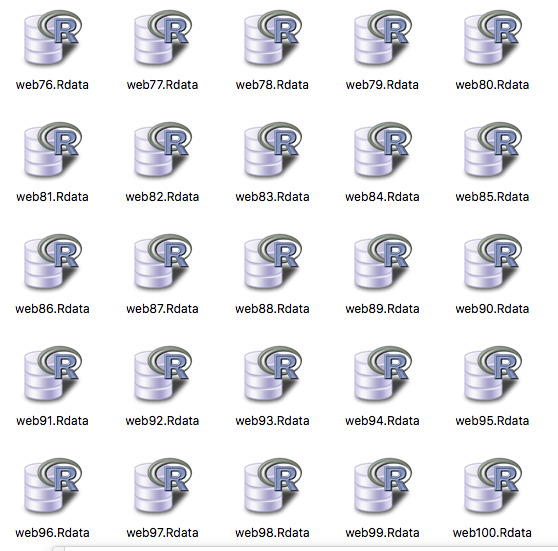 web76.Rdata web77.Rdata web78.Rdata web79.Rdata web80.Rdata
web81.Rdata web82.Rdata web83.Rdata web84.Rdata web85.Rdata
web86.Rdata web87.Rdata web88.Rdata web89.Rdata web90.Rdata
web91.Rdata web92.Rdata web93.Rdata web94.Rdata web95.Rdata
web96.Rdata web97.Rdata web98.Rdata web99.Rdata web100.Rdata